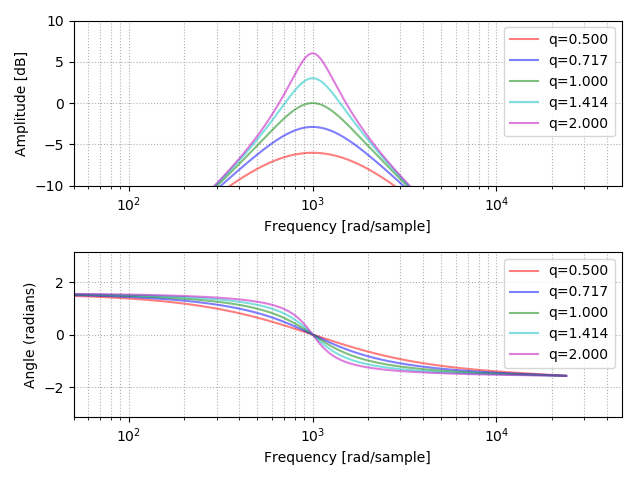 10
5
0
−5
−10
Amplitude [dB]
q=0.500
q=0.717
q=1.000
q=1.414
q=2.000
10²
10³
10⁴
Frequency [rad/sample]
2
0
−2
Angle (radians)
q=0.500
q=0.717
q=1.000
q=1.414
q=2.000
10²
10³
10⁴
Frequency [rad/sample]